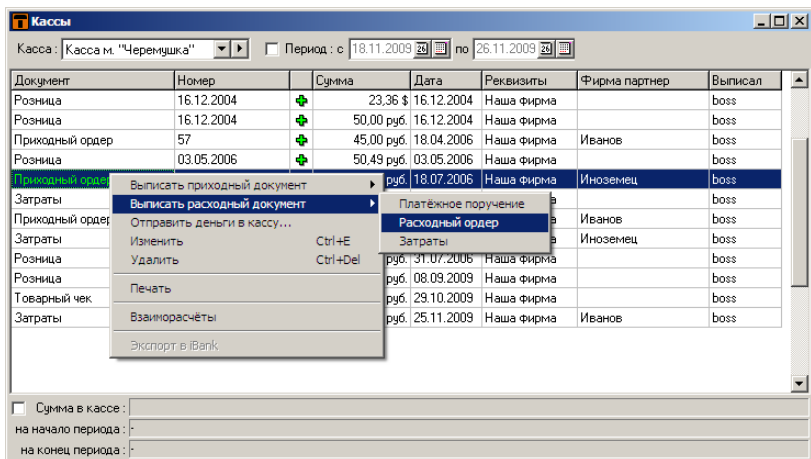 Кассы
Касса: Касса м. "Черемушка" Период: с 18.11.2009 26 по 26.11.2009 26
Документ Номер Сумма Дата Реквизиты Фирма партнер Выписал
Розница 16.12.2004 23,36 $ 16.12.2004 Наша фирма boss
Розница 16.12.2004 50,00 руб. 16.12.2004 Наша фирма boss
Приходный ордер 57 45,00 руб. 18.04.2006 Наша фирма Иванов boss
Розница 03.05.2006 50,49 руб. 03.05.2006 Наша фирма boss
Приходный ордер руб. 18.07.2006 Наша фирма Иноземец boss
Выписать приходный документ
Затраты boss
Выписать расходный документ Платёжное поручение
Приходный ордер Иванов boss
Отправить деньги в кассу... Расходный ордер
Затраты Иноземец boss
Изменить Ctrl+E Затраты
Розница руб. 31.07.2006 Наша фирма boss
Удалить Ctrl+Del
Розница руб. 08.09.2009 Наша фирма boss
Печать
Товарный чек руб. 29.10.2009 Наша фирма boss
Затраты руб. 25.11.2009 Наша фирма Иванов boss
Взаиморасчёты
Экспорт в iBank
Сумма в кассе:
на начало периода: -
на конец периода: -